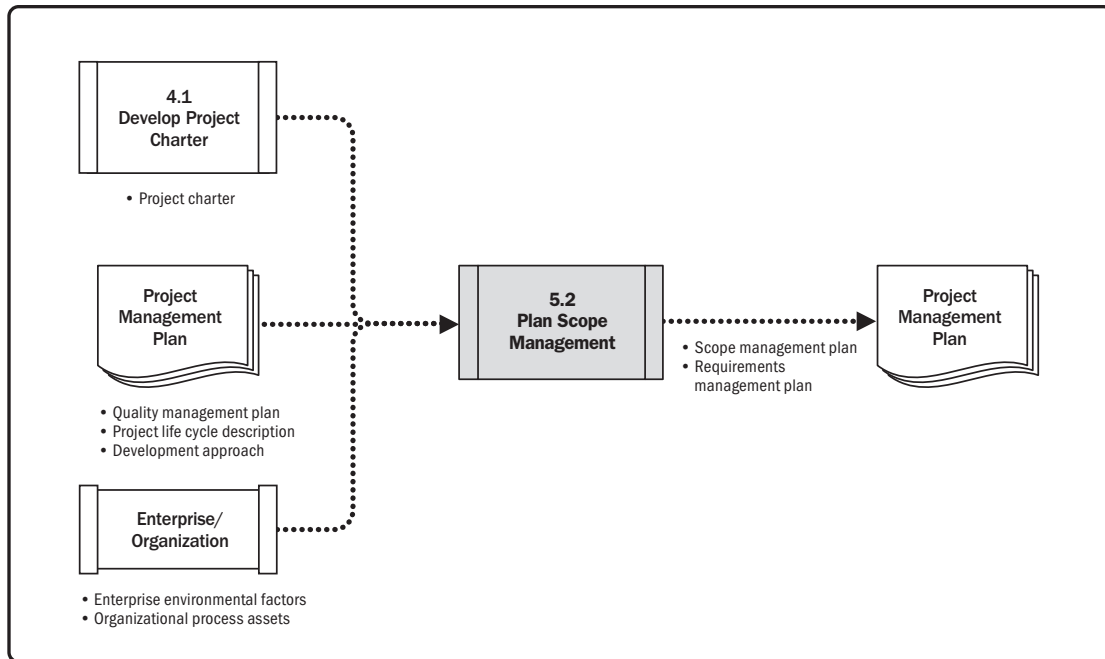 4.1
Develop Project
Charter
• Project charter
Project
Management
Plan
• Quality management plan
• Project life cycle description
• Development approach
Enterprise/
Organization
• Enterprise environmental factors
• Organizational process assets
5.2
Plan Scope
Management
• Scope management plan
• Requirements
management plan
Project
Management
Plan